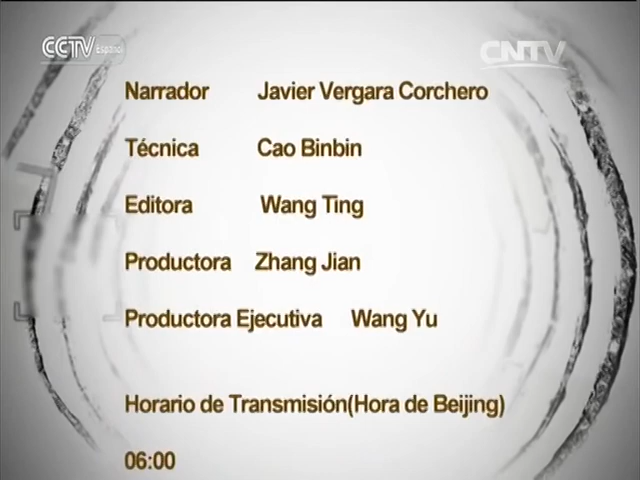 CCTV Español
CNTV
Narrador Javier Vergara Corchero
Técnica Cao Binbin
Editora Wang Ting
Productora Zhang Jian
Productora Ejecutiva Wang Yu
Horario de Transmisión(Hora de Beijing)
06:00